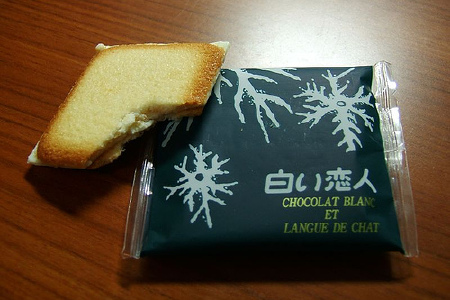 白い恋人
CHOCOLAT BLANC
ET
LANGUE DE CHAT